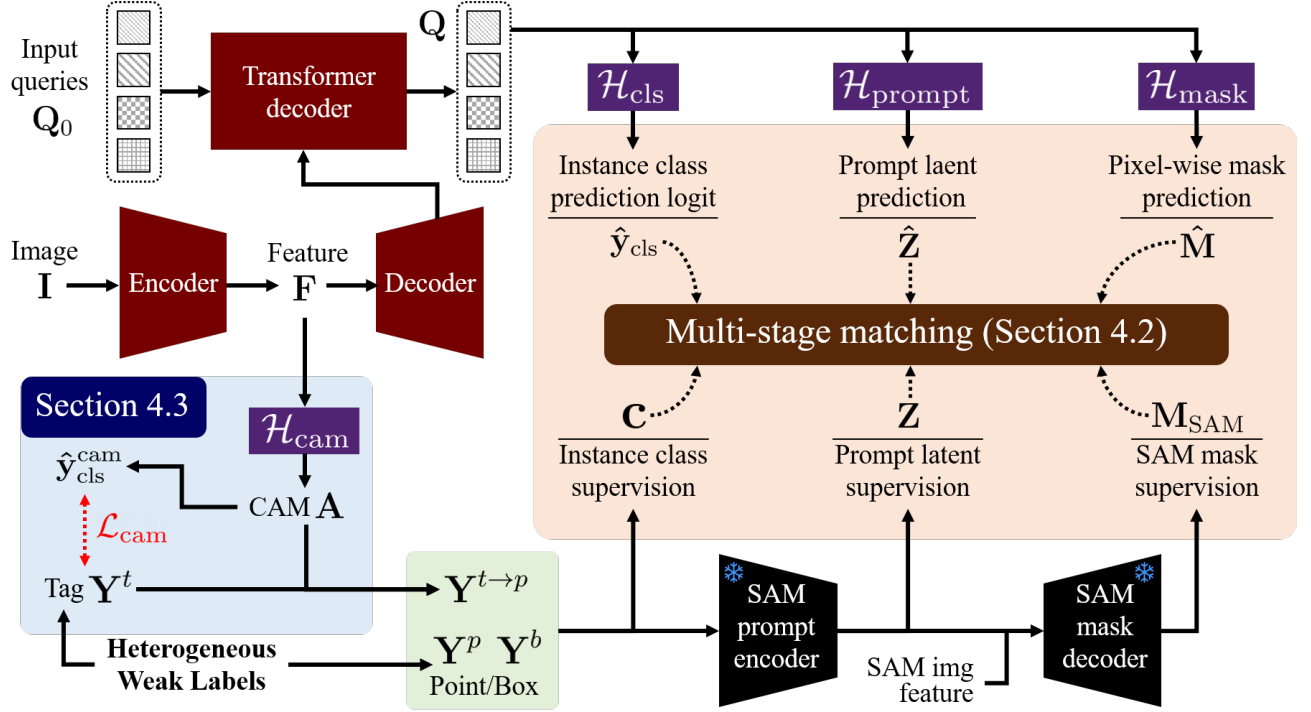 Input
queries
Q₀
Transformer
decoder
Q
ℋcls
ℋprompt
ℋmask
Instance class
prediction logit
ŷcls
Prompt laent
prediction
Ẑ
Pixel-wise mask
prediction
M̂
Image
I
Encoder
Feature
F
Decoder
Multi-stage matching (Section 4.2)
C
Instance class
supervision
Z
Prompt latent
supervision
M_SAM
SAM mask
supervision
Section 4.3
ℋcam
ŷ_cls^cam
CAM A
ℒcam
Tag Yᵗ
Heterogeneous
Weak Labels
Y^{t→p}
Yᵖ Yᵇ
Point/Box
SAM
prompt
encoder
SAM img
feature
SAM
mask
decoder